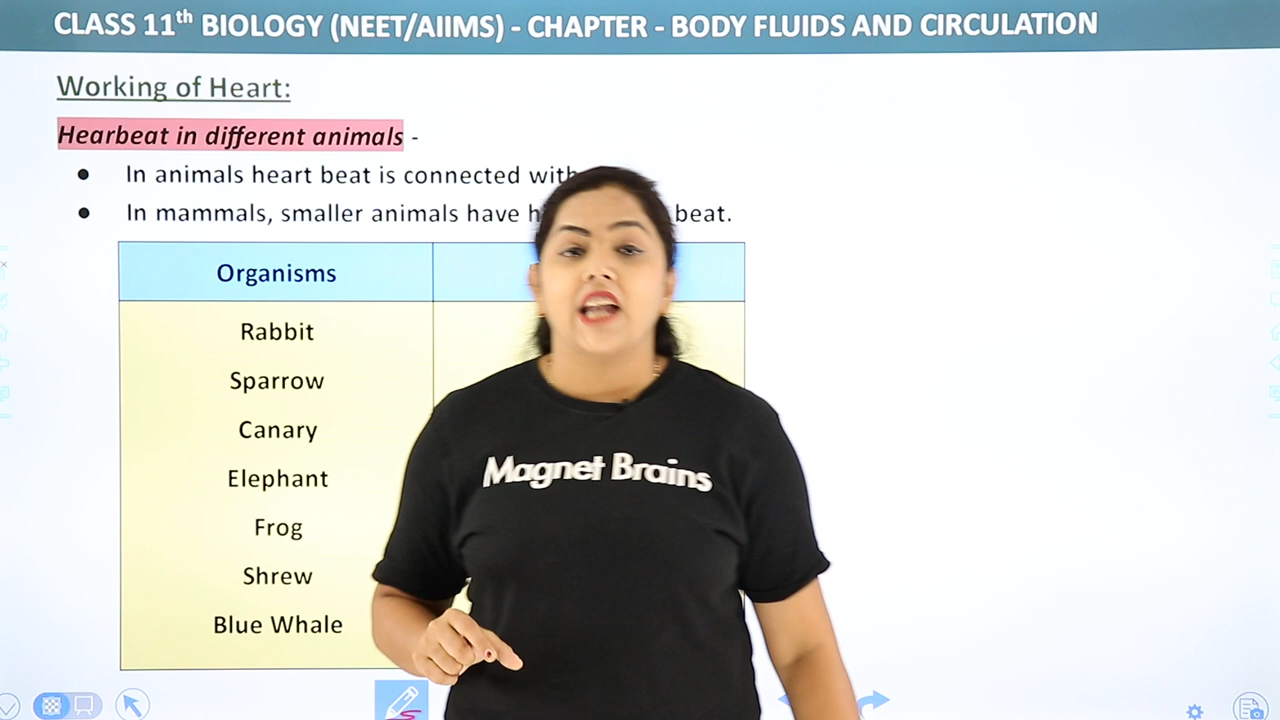 CLASS 11th BIOLOGY (NEET/AIIMS) - CHAPTER - BODY FLUIDS AND CIRCULATION
Working of Heart:
Hearbeat in different animals -
● In animals heart beat is connected with
● In mammals, smaller animals have beat.
Organisms
Rabbit
Sparrow
Canary
Elephant
Frog
Shrew
Blue Whale
Magnet Brains